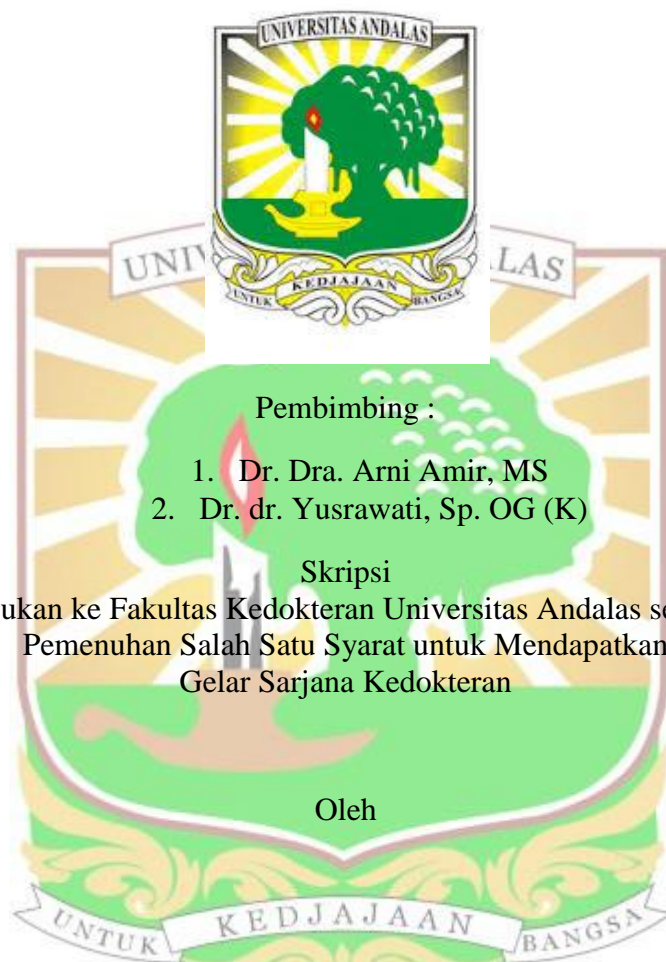 UNIVERSITAS ANDALAS
UNTUK KEDJAJAAN BANGSA
UNI LAS
Pembimbing :
1. Dr. Dra. Arni Amir, MS
2. Dr. dr. Yusrawati, Sp. OG (K)
Skripsi
ukan ke Fakultas Kedokteran Universitas Andalas se
Pemenuhan Salah Satu Syarat untuk Mendapatkan
Gelar Sarjana Kedokteran
Oleh
UNTUK KEDJAJAAN BANGSA